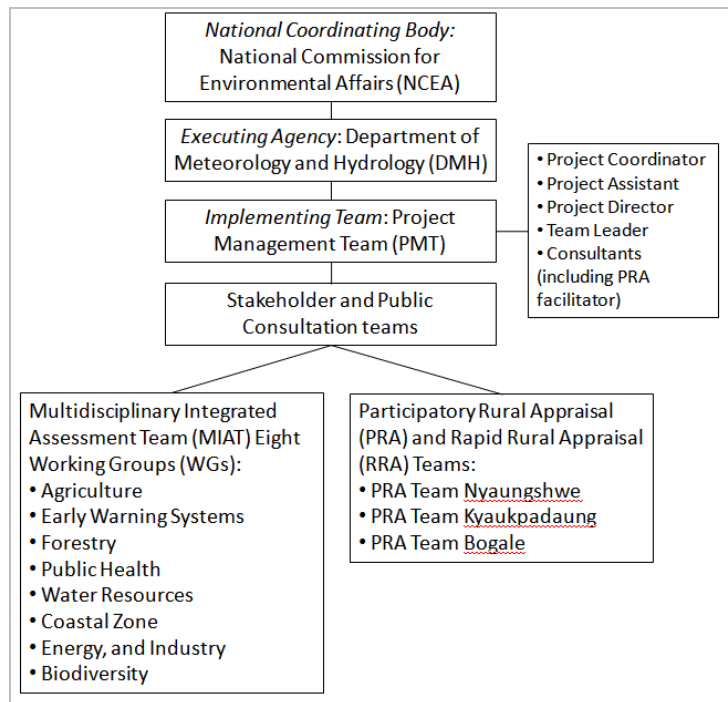 National Coordinating Body:
National Commission for
Environmental Affairs (NCEA)
Executing Agency: Department of
Meteorology and Hydrology (DMH)
Implementing Team: Project
Management Team (PMT)
• Project Coordinator
• Project Assistant
• Project Director
• Team Leader
• Consultants
(including PRA
facilitator)
Stakeholder and Public
Consultation teams
Multidisciplinary Integrated
Assessment Team (MIAT) Eight
Working Groups (WGs):
• Agriculture
• Early Warning Systems
• Forestry
• Public Health
• Water Resources
• Coastal Zone
• Energy, and Industry
• Biodiversity
Participatory Rural Appraisal
(PRA) and Rapid Rural Appraisal
(RRA) Teams:
• PRA Team Nyaungshwe
• PRA Team Kyaukpadaung
• PRA Team Bogale